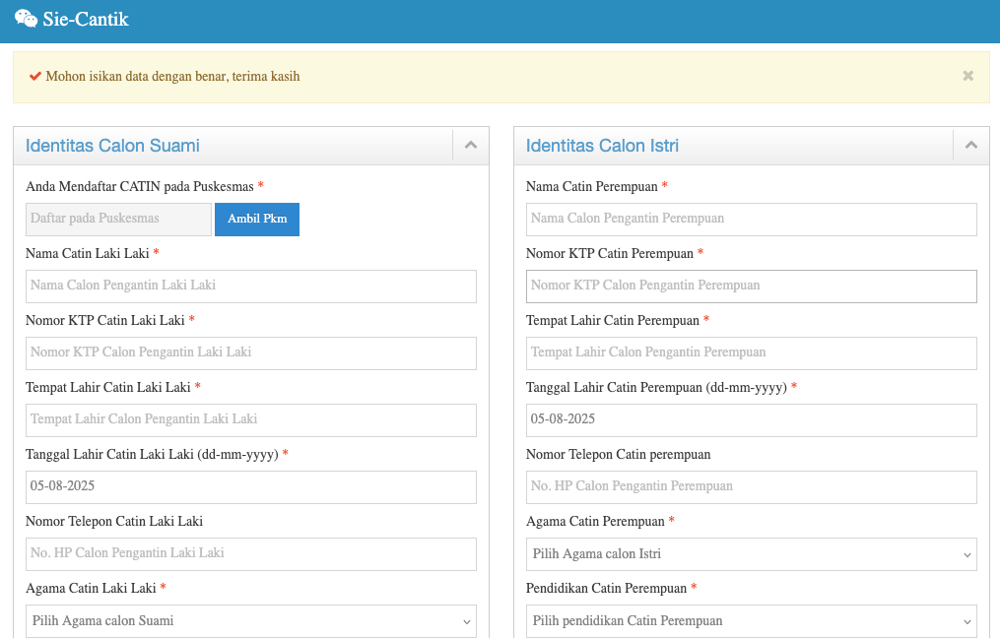 Sie-Cantik
Mohon isikan data dengan benar, terima kasih
Identitas Calon Suami
Anda Mendaftar CATIN pada Puskesmas *
Daftar pada Puskesmas
Ambil Pkm
Nama Catin Laki Laki *
Nama Calon Pengantin Laki Laki
Nomor KTP Catin Laki Laki *
Nomor KTP Calon Pengantin Laki Laki
Tempat Lahir Catin Laki Laki *
Tempat Lahir Calon Pengantin Laki Laki
Tanggal Lahir Catin Laki Laki (dd-mm-yyyy) *
05-08-2025
Nomor Telepon Catin Laki Laki
No. HP Calon Pengantin Laki Laki
Agama Catin Laki Laki *
Pilih Agama calon Suami
Identitas Calon Istri
Nama Catin Perempuan *
Nama Calon Pengantin Perempuan
Nomor KTP Catin Perempuan *
Nomor KTP Calon Pengantin Perempuan
Tempat Lahir Catin Perempuan *
Tempat Lahir Calon Pengantin Perempuan
Tanggal Lahir Catin Perempuan (dd-mm-yyyy) *
05-08-2025
Nomor Telepon Catin perempuan
No. HP Calon Pengantin Perempuan
Agama Catin Perempuan *
Pilih Agama calon Istri
Pendidikan Catin Perempuan *
Pilih pendidikan Catin Perempuan